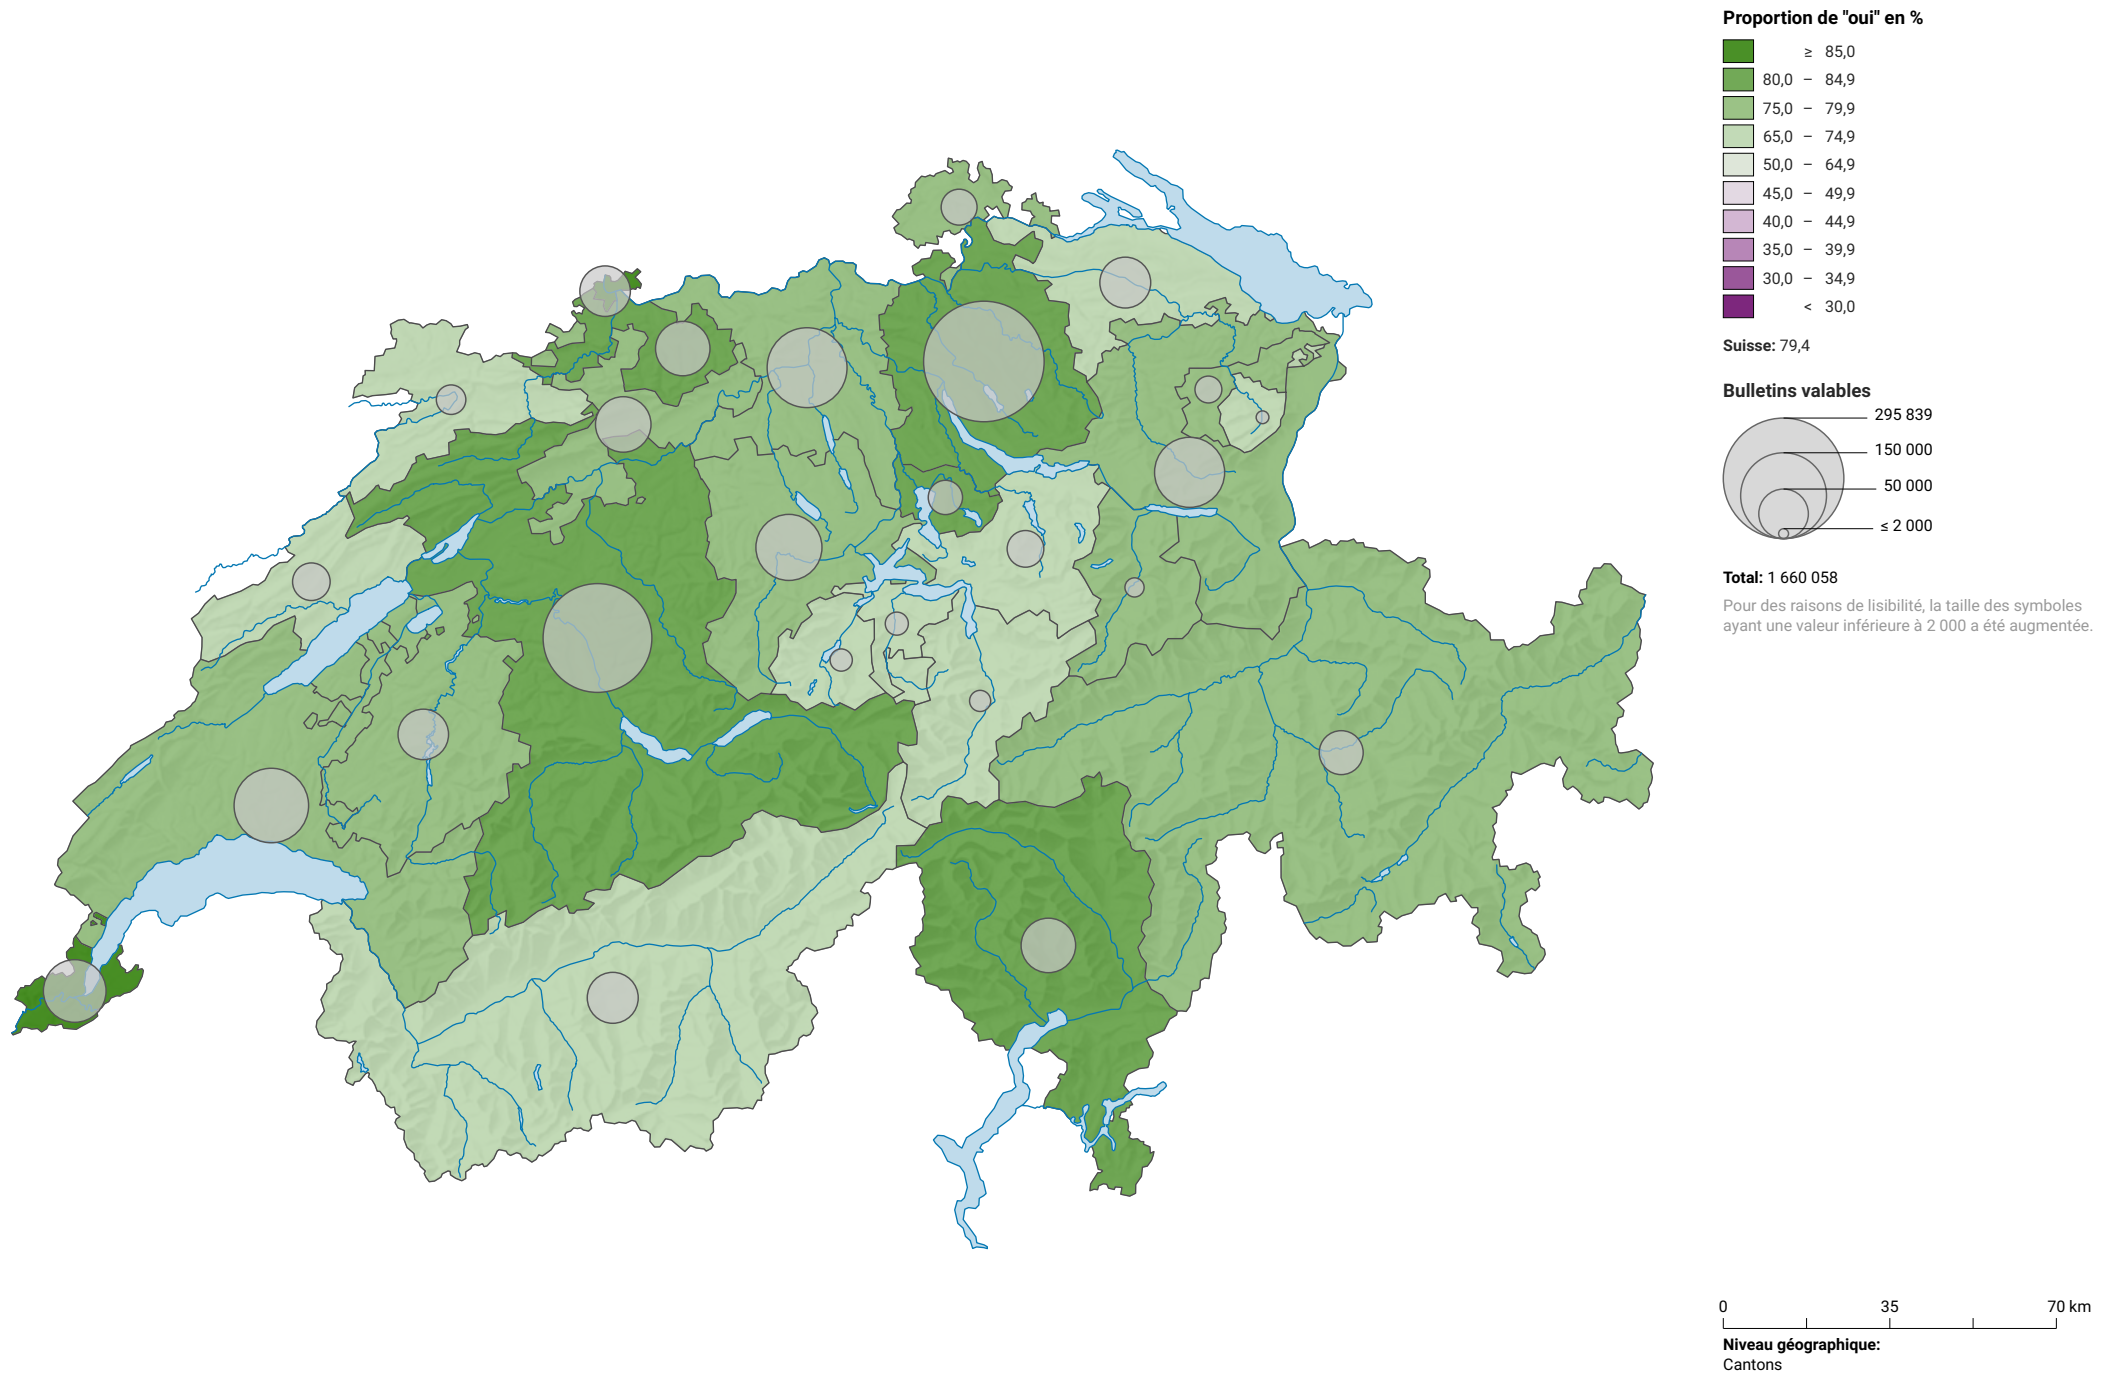 Proportion de "oui" en %
≥ 85,0
80,0 – 84,9
75,0 – 79,9
65,0 – 74,9
50,0 – 64,9
45,0 – 49,9
40,0 – 44,9
35,0 – 39,9
30,0 – 34,9
< 30,0
Suisse: 79,4
Bulletins valables
295 839
150 000
50 000
≤ 2 000
Total: 1 660 058
Pour des raisons de lisibilité, la taille des symboles
ayant une valeur inférieure à 2 000 a été augmentée.
0 35 70 km
Niveau géographique:
Cantons